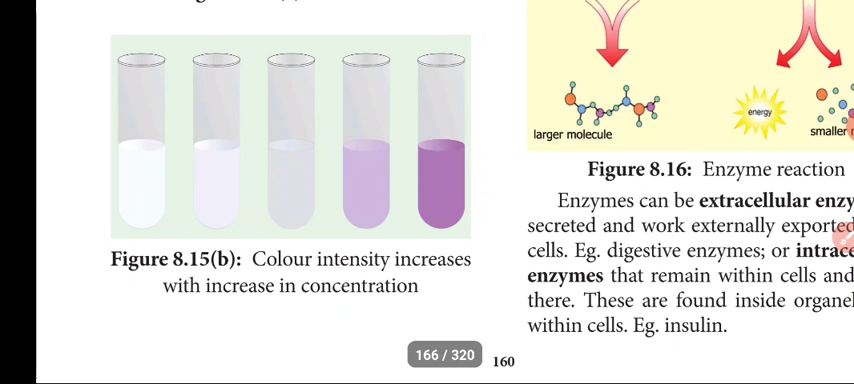 Figure 8.15(b): Colour intensity increases
with increase in concentration
larger molecule
energy
smaller
Figure 8.16: Enzyme reaction
Enzymes can be extracellular
secreted and work externally exported
cells. Eg. digestive enzymes; or
enzymes that remain within cells and
there. These are found inside
within cells. Eg. insulin.
166 / 320
160